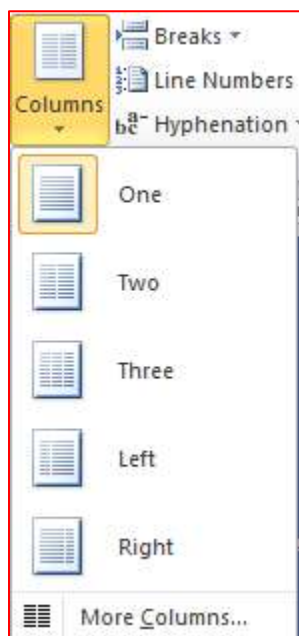 Breaks
Line Numbers
Columns
Hyphenation
One
Two
Three
Left
Right
More Columns...